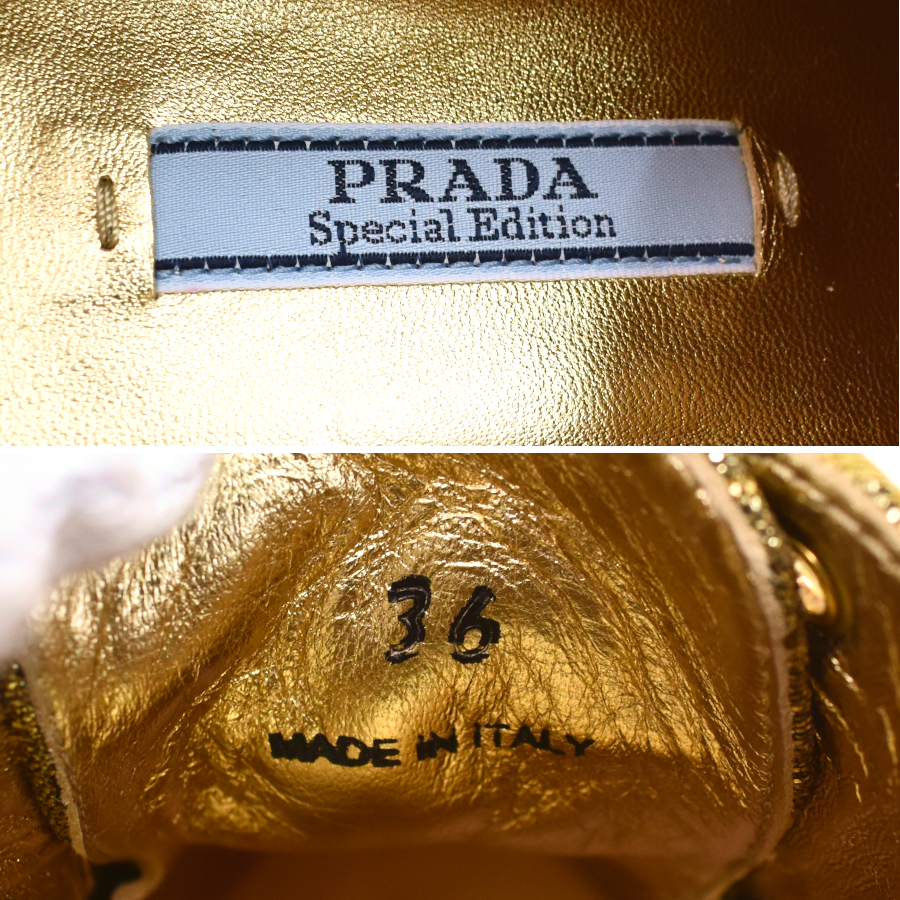 PRADA
Special Edition
36
MADE IN ITALY